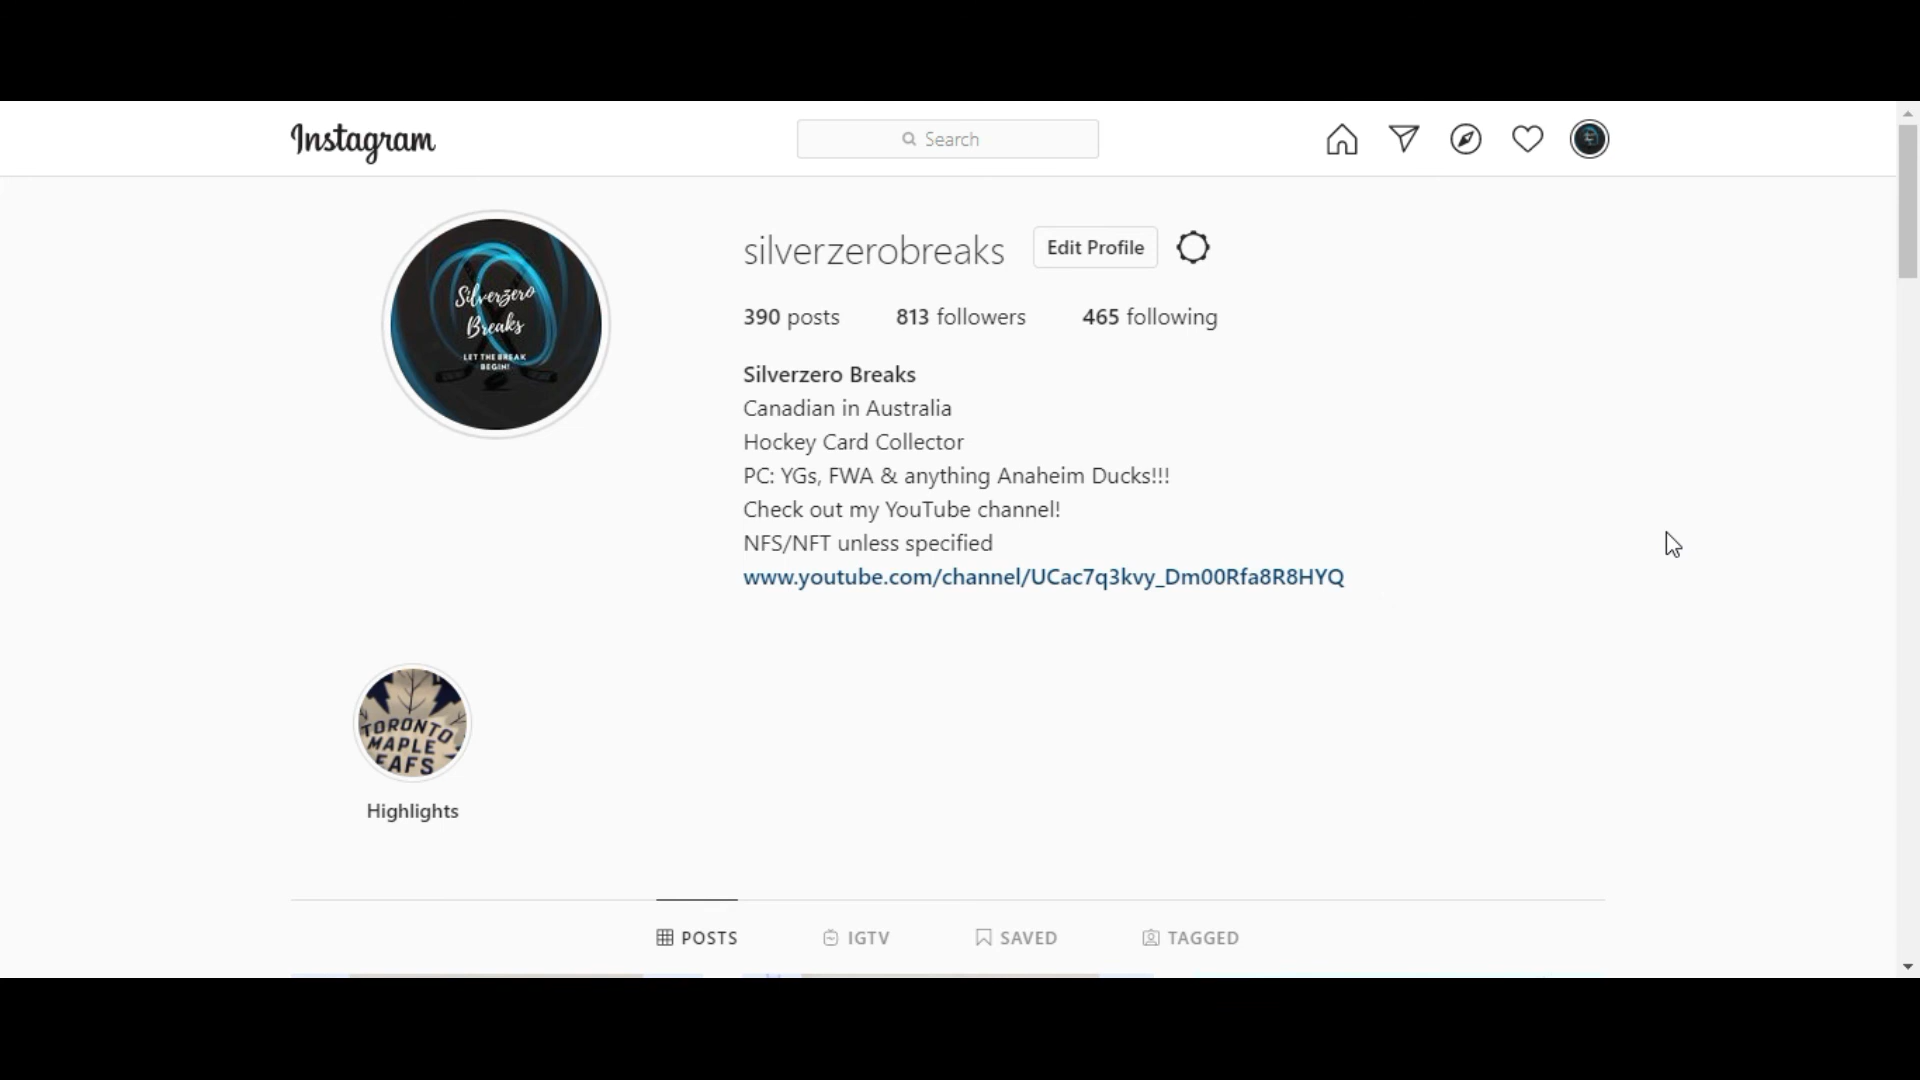 Instagram
Search
silverzerobreaks
Edit Profile
Silverzero
Breaks
LET THE BREAK
BEGIN!
390 posts
813 followers
465 following
Silverzero Breaks
Canadian in Australia
Hockey Card Collector
PC: YGs, FWA & anything Anaheim Ducks!!!
Check out my YouTube channel!
NFS/NFT unless specified
www.youtube.com/channel/UCac7q3kvy_Dm00Rfa8R8HYQ
TORONTO
MAPLE
EAFS
Highlights
POSTS
IGTV
SAVED
TAGGED